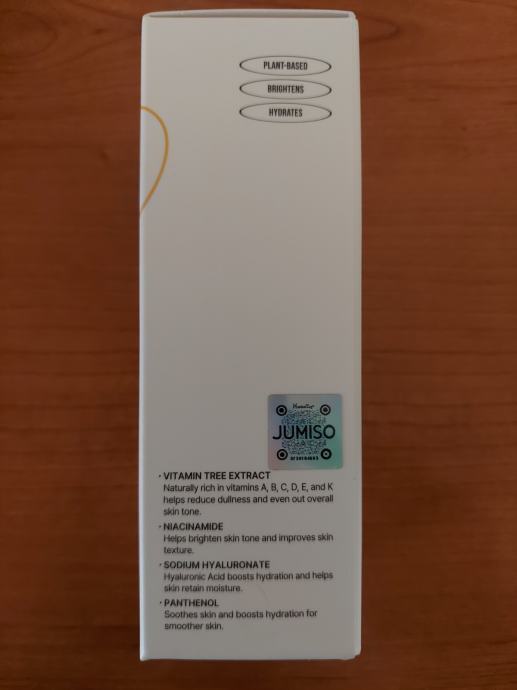 PLANT-BASED
BRIGHTENS
HYDRATES
JUMISO
· VITAMIN TREE EXTRACT
Naturally rich in vitamins A, B, C, D, E, and K
helps reduce dullness and even out overall
skin tone.
· NIACINAMIDE
Helps brighten skin tone and improves skin
texture.
· SODIUM HYALURONATE
Hyaluronic Acid boosts hydration and helps
skin retain moisture.
· PANTHENOL
Soothes skin and boosts hydration for
smoother skin.